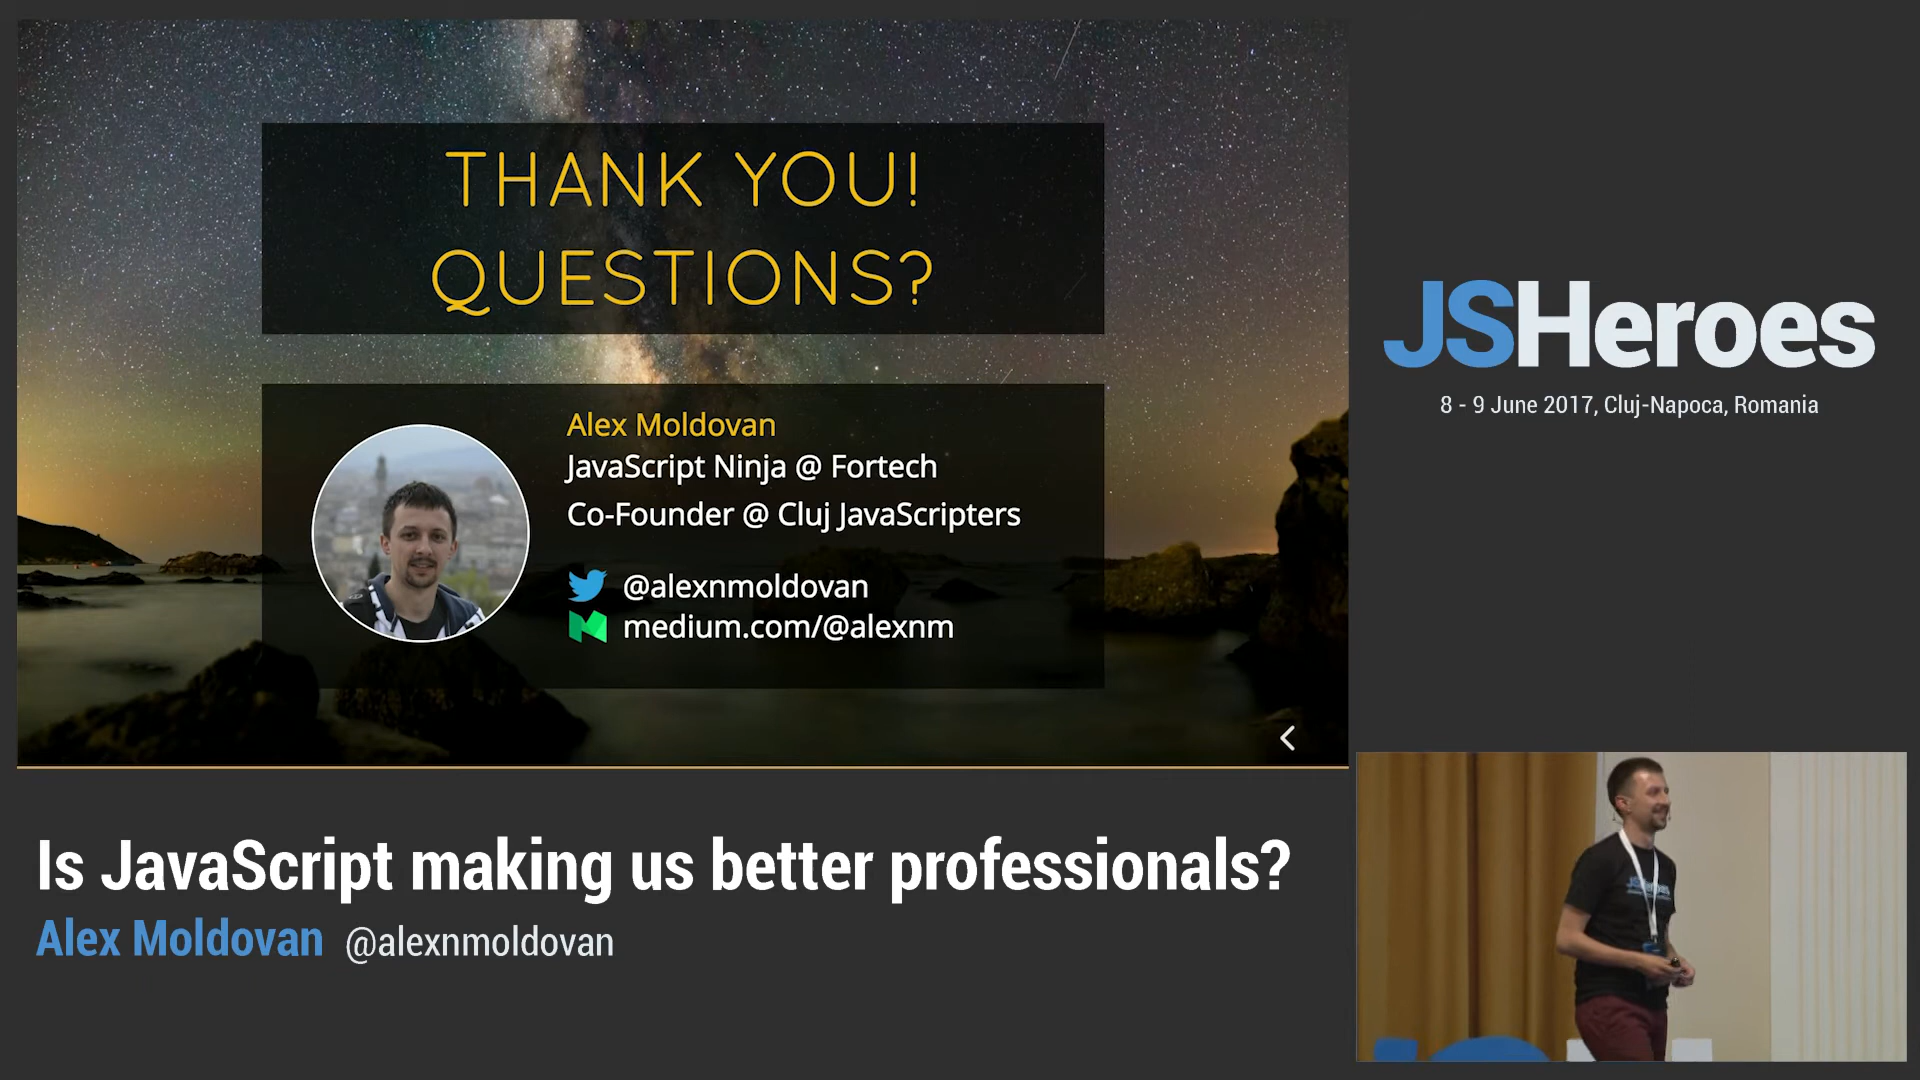 THANK YOU!
QUESTIONS?
Alex Moldovan
JavaScript Ninja @ Fortech
Co-Founder @ Cluj JavaScripters
@alexnmoldovan
medium.com/@alexnm
JSHeroes
8 - 9 June 2017, Cluj-Napoca, Romania
JSHeroes
Is JavaScript making us better professionals?
Alex Moldovan @alexnmoldovan